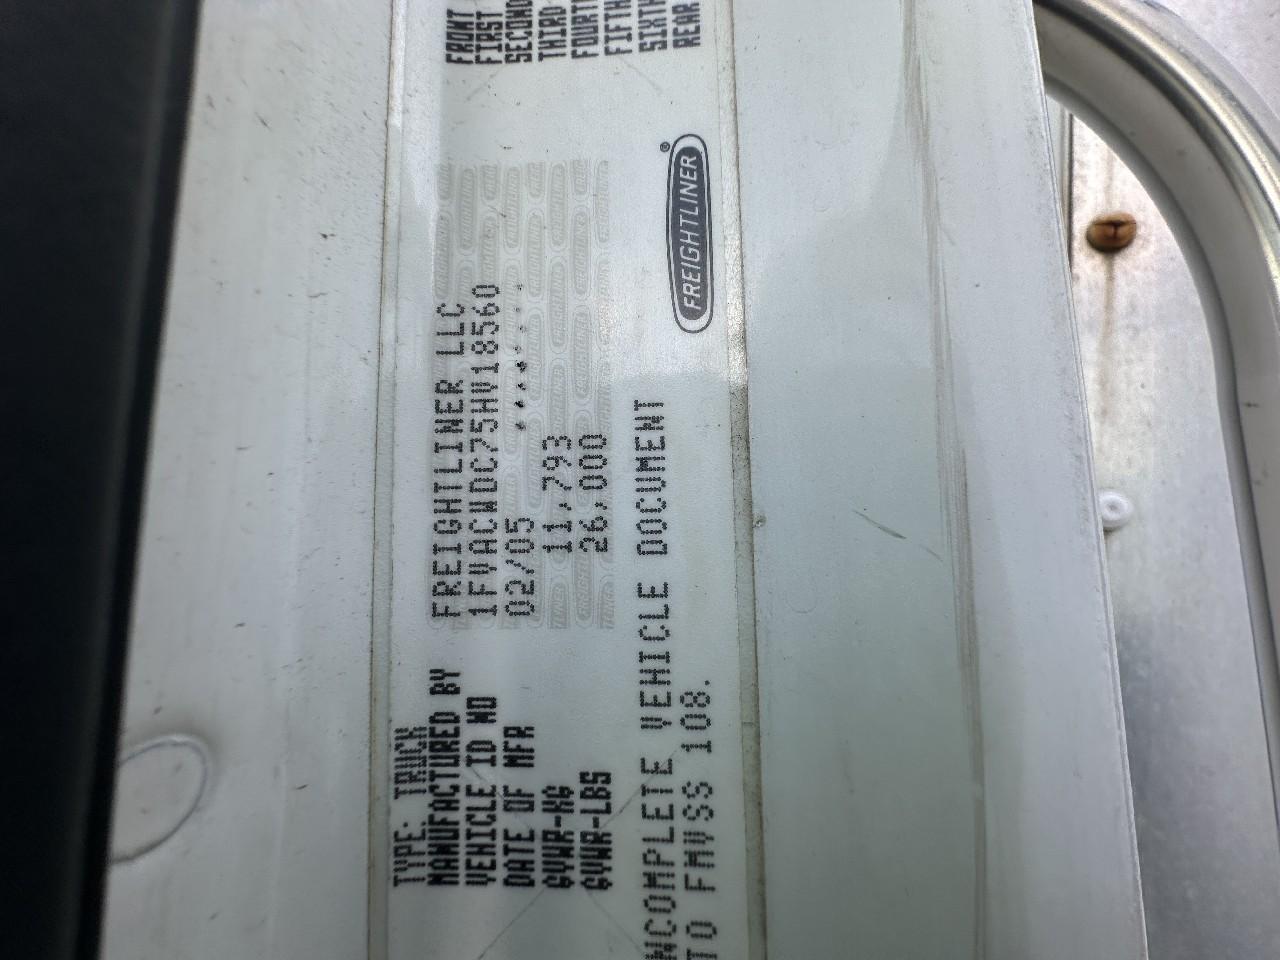 TYPE: TRUCK
MANUFACTURED BY FREIGHTLINER LLC
VEHICLE ID NO 1FVACWDC75HV18560
DATE OF MFR 02/05
GVWR-KG 11,793
GVWR-LBS 26,000
INCOMPLETE VEHICLE DOCUMENT
TO FMVSS 108.
FREIGHTLINER®
FRONT
FIRST
SECOND
THIRD
FOURTH
FIFTH
SIXTH
REAR